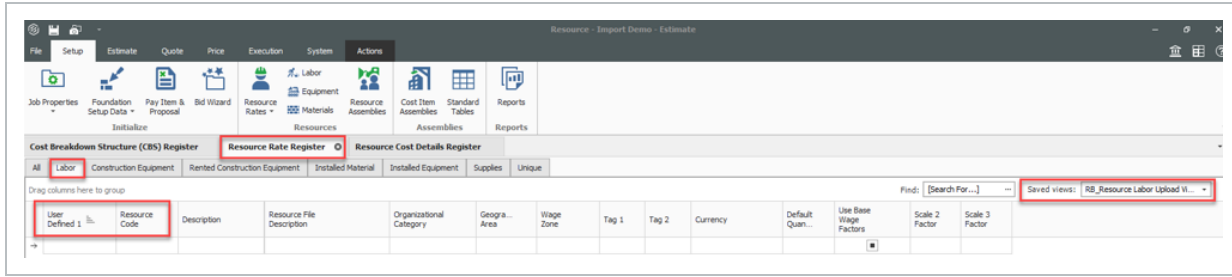 Resource - Import Demo - Estimate
File Setup Estimate Quote Price Execution System Actions
Job Properties Foundation Setup Data Pay Item & Proposal Bid Wizard Resource Rates Labor Equipment Materials Resource Assemblies Cost Item Assemblies Standard Tables Reports
Initialize Resources Assemblies Reports
Cost Breakdown Structure (CBS) Register Resource Rate Register Resource Cost Details Register
All Labor Construction Equipment Rented Construction Equipment Installed Material Installed Equipment Supplies Unique
Drag columns here to group Find: [Search For...] ... Saved views: RB_Resource Labor Upload Vi...
User Defined 1 Resource Code Description Resource File Description Organizational Category Geogra... Area Wage Zone Tag 1 Tag 2 Currency Default Quan... Use Base Wage Factors Scale 2 Factor Scale 3 Factor